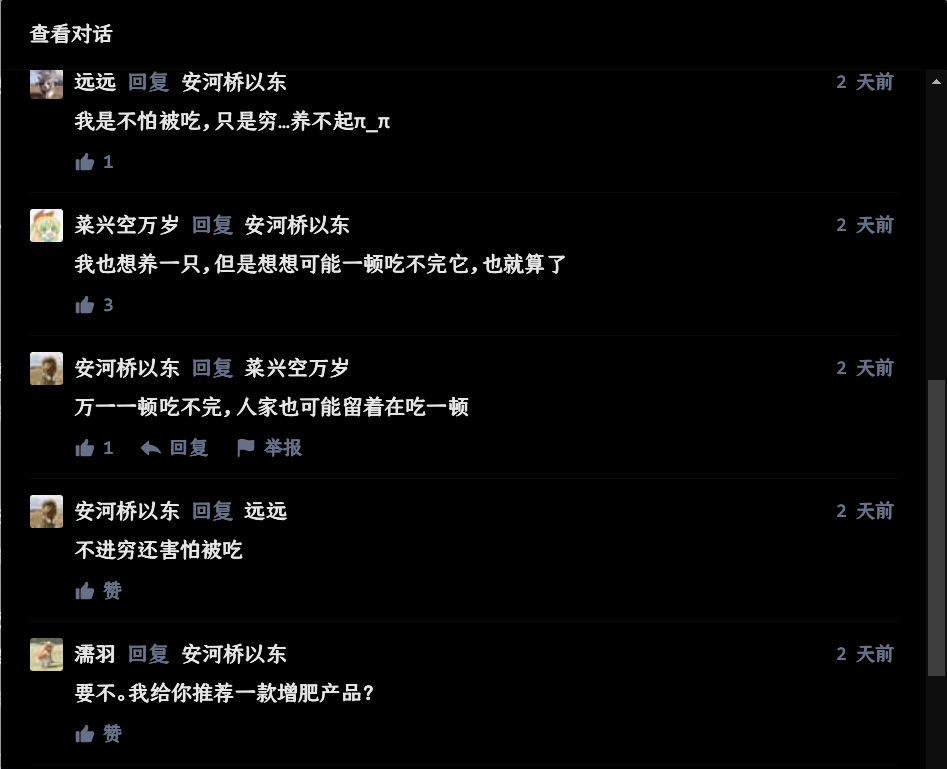 查看对话
远远 回复 安河桥以东 2 天前
我是不怕被吃,只是穷…养不起π_π
1
菜兴空万岁 回复 安河桥以东 2 天前
我也想养一只,但是想想可能一顿吃不完它,也就算了
3
安河桥以东 回复 菜兴空万岁 2 天前
万一一顿吃不完,人家也可能留着在吃一顿
1 回复 举报
安河桥以东 回复 远远 2 天前
不进穷还害怕被吃
赞
濡羽 回复 安河桥以东 2 天前
要不。我给你推荐一款增肥产品?
赞